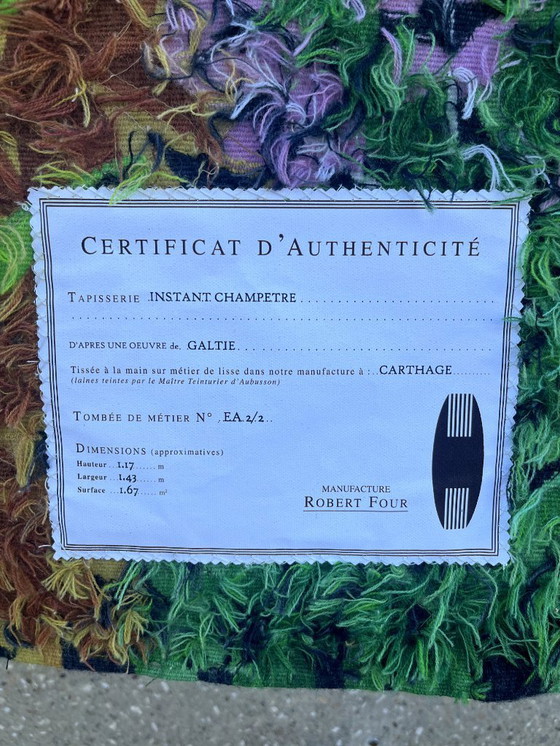 CERTIFICAT D'AUTHENTICITÉ
TAPISSERIE .INSTANT.CHAMPETRE
D'APRES UNE OEUVRE de. GALTIE
Tissée à la main sur métier de lisse dans notre manufacture à :..CARTHAGE
(laines teintes par le Maître Teinturier d'Aubusson)
TOMBÉE DE MÉTIER N° .EA.2/2..
DIMENSIONS (approximatives)
Hauteur...1.17......m
Largeur...1.43......m
Surface...1.67......m²
MANUFACTURE
ROBERT FOUR